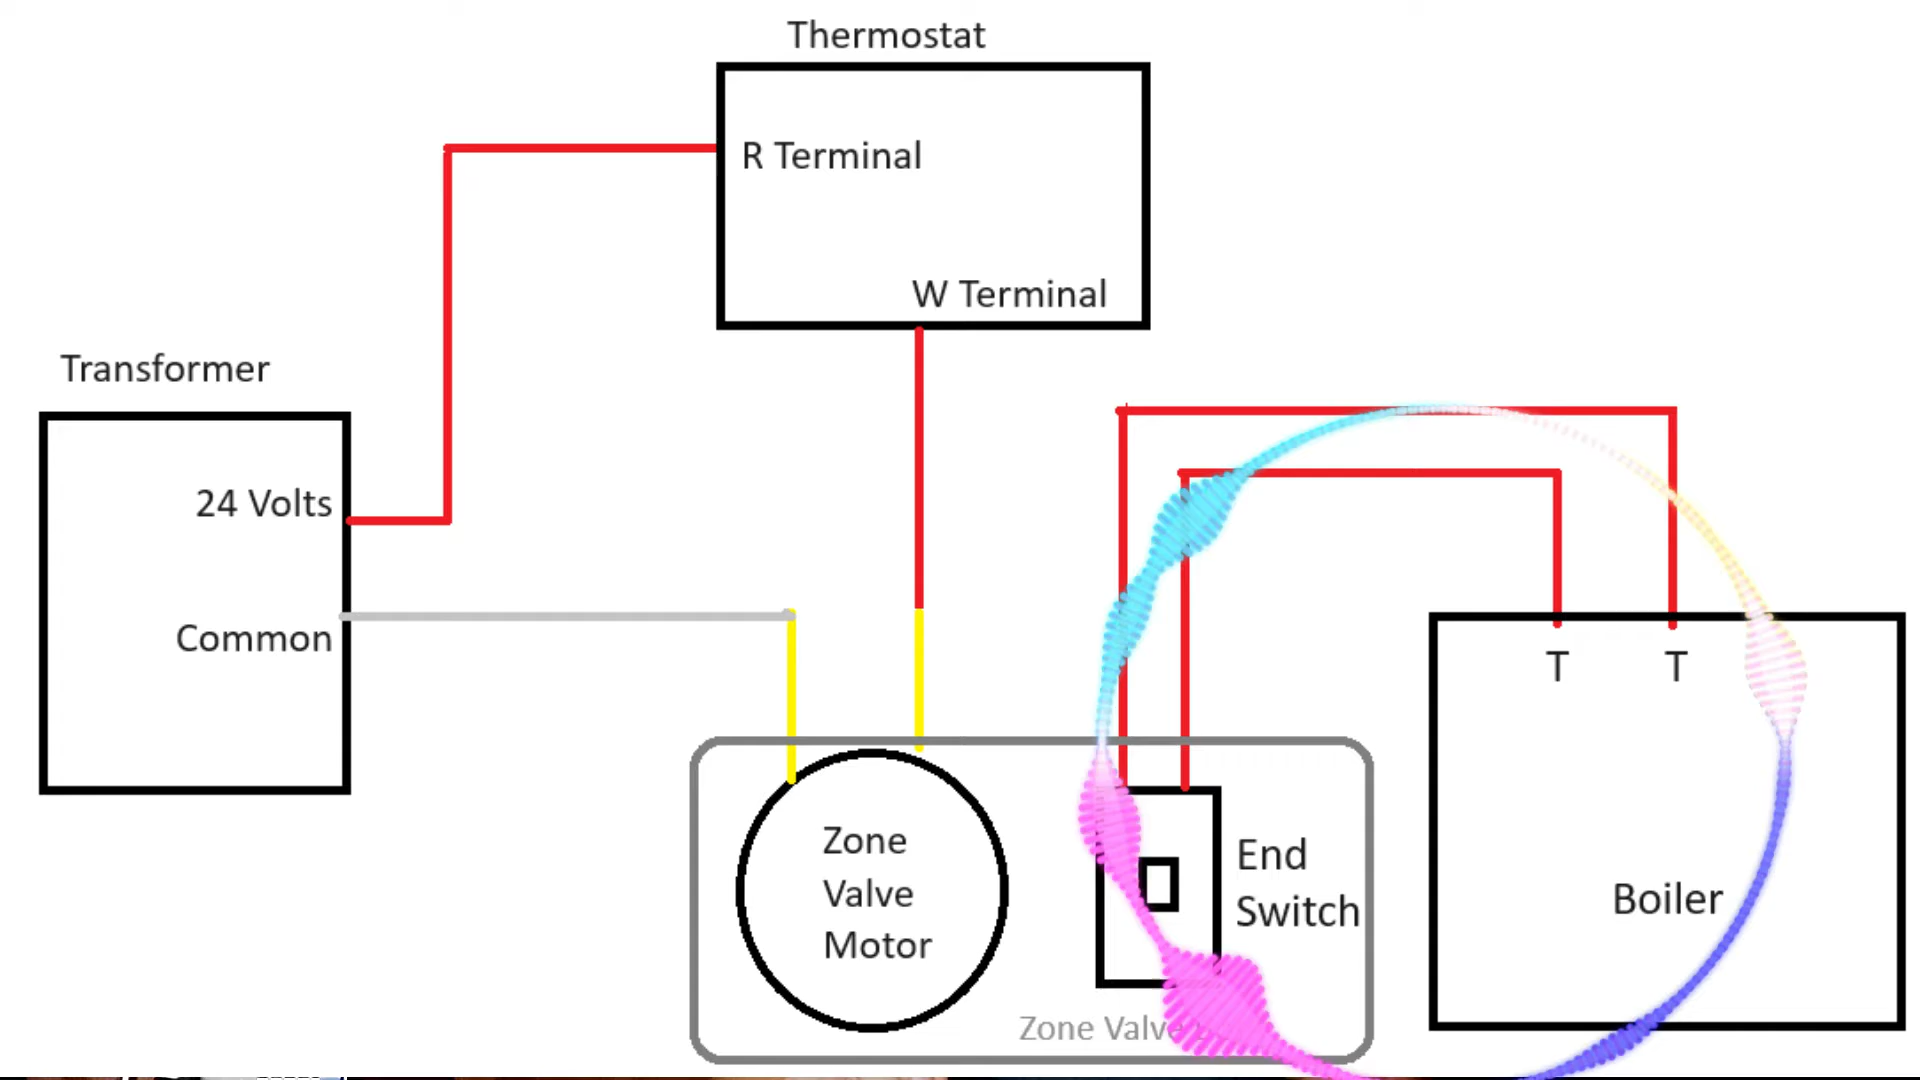 Thermostat
R Terminal
W Terminal
Transformer
24 Volts
Common
T T
Zone
Valve
Motor
End
Switch
Boiler
Zone Valve